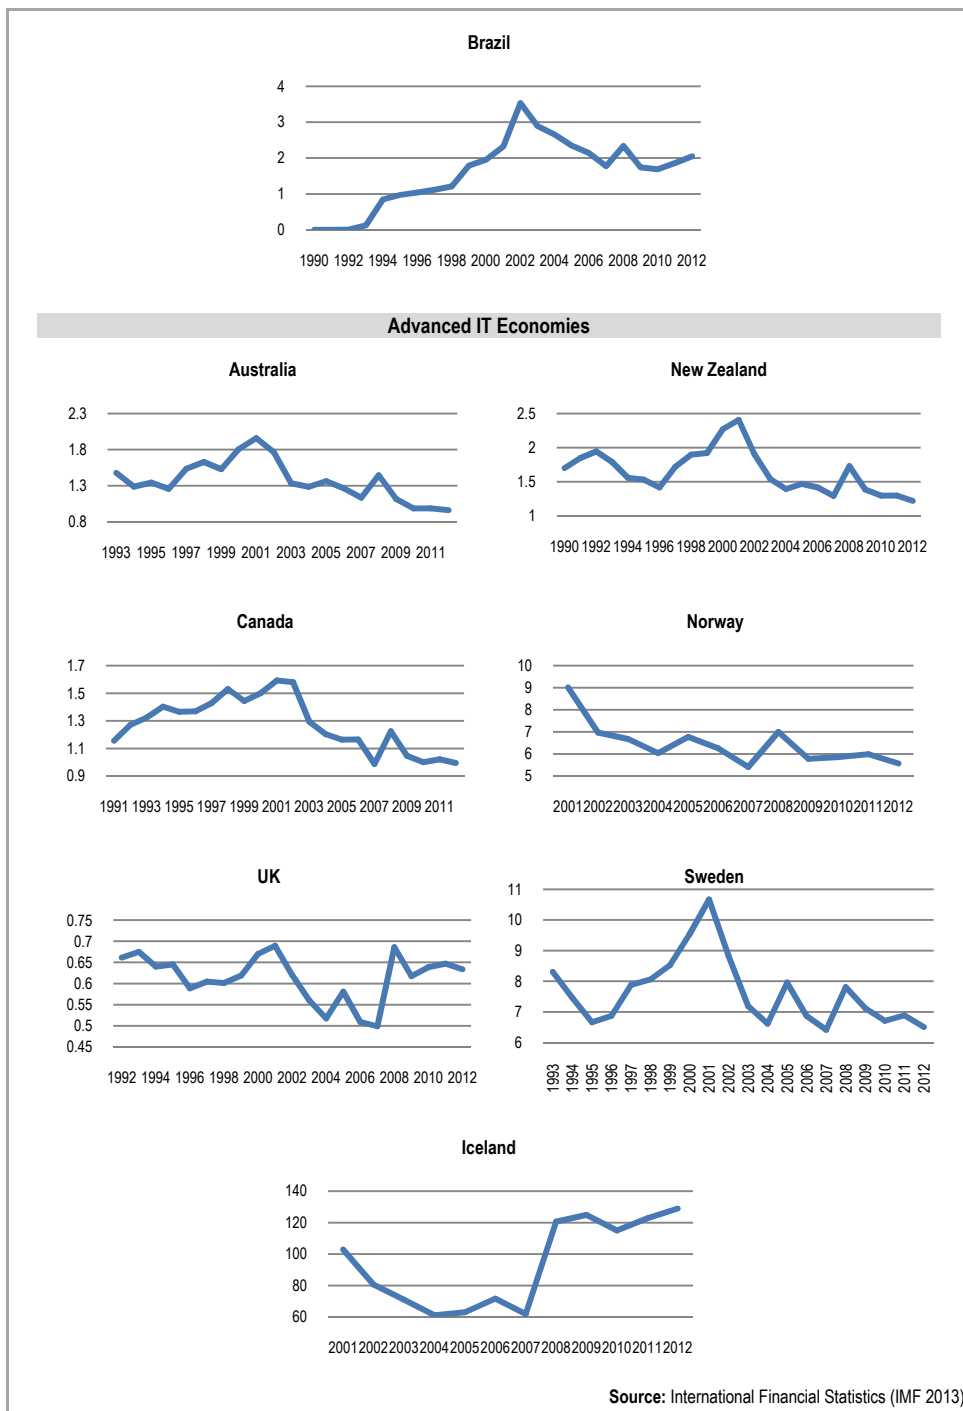 Brazil
4
3
2
1
0
1990 1992 1994 1996 1998 2000 2002 2004 2006 2008 2010 2012
Advanced IT Economies
Australia
2.3
1.8
1.3
0.8
1993 1995 1997 1999 2001 2003 2005 2007 2009 2011
New Zealand
2.5
2
1.5
1
1990 1992 1994 1996 1998 2000 2002 2004 2006 2008 2010 2012
Canada
1.7
1.5
1.3
1.1
0.9
1991 1993 1995 1997 1999 2001 2003 2005 2007 2009 2011
Norway
10
9
8
7
6
5
2001 2002 2003 2004 2005 2006 2007 2008 2009 2010 2011 2012
UK
0.75
0.7
0.65
0.6
0.55
0.5
0.45
1992 1994 1996 1998 2000 2002 2004 2006 2008 2010 2012
Sweden
11
10
9
8
7
6
1993 1994 1995 1996 1997 1998 1999 2000 2001 2002 2003 2004 2005 2006 2007 2008 2009 2010 2011 2012
Iceland
140
120
100
80
60
2001 2002 2003 2004 2005 2006 2007 2008 2009 2010 2011 2012
Source: International Financial Statistics (IMF 2013)